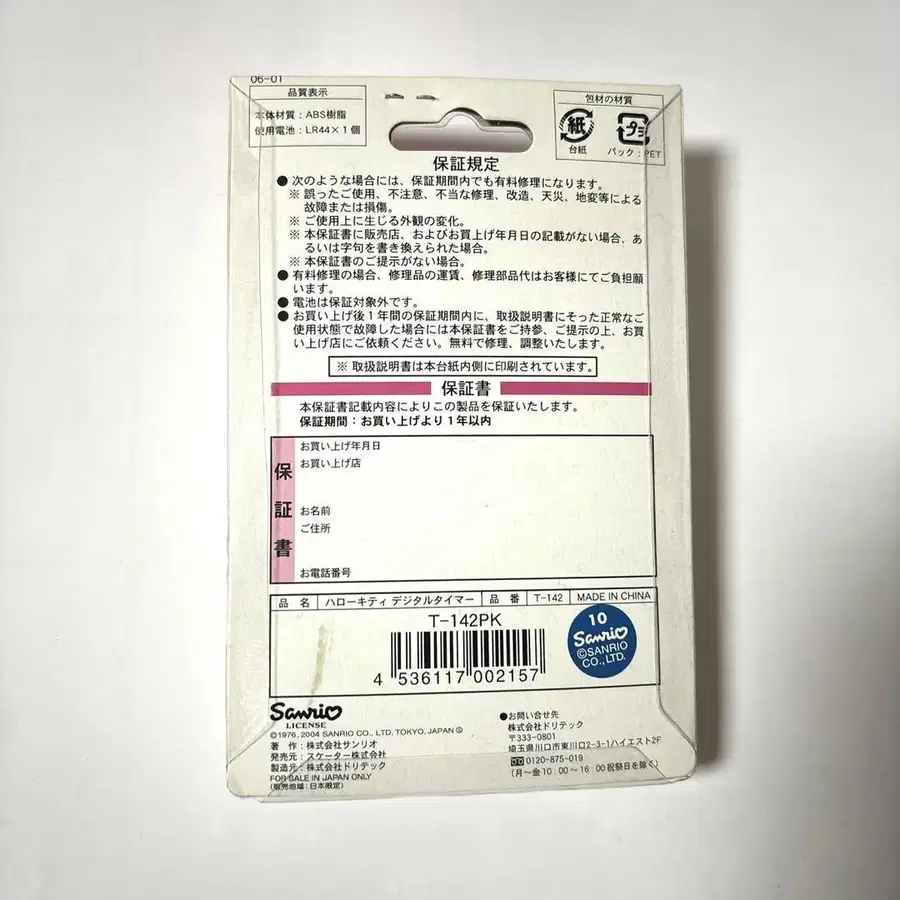 06-01
品質表示
本体材質：ABS樹脂
使用電池：LR44×1個
包材の材質
紙
台紙
プラ
パック：PET
保証規定
●次のような場合には、保証期間内でも有料修理になります。
※誤ったご使用、不注意、不当な修理、改造、天災、地変等による
故障または損傷。
※ご使用上に生じる外観の変化。
※本保証書に販売店、およびお買上げ年月日の記載がない場合、あ
るいは字句を書き換えられた場合。
※本保証書のご提示がない場合。
●有料修理の場合、修理品の運賃、修理部品代はお客様にてご負担願
います。
●電池は保証対象外です。
●お買い上げ後1年間の保証期間内に、取扱説明書にそった正常なご
使用状態で故障した場合には本保証書をご持参、ご提示の上、お買
い上げ店にご依頼ください。無料で修理、調整いたします。
※取扱説明書は本台紙内側に印刷されています。
保証書
本保証書記載内容によりこの製品を保証いたします。
保証期間：お買い上げより1年以内
保証書
お買い上げ年月日
お買い上げ店
お名前
ご住所
お電話番号
品名 ハローキティ デジタルタイマー 品番 T-142 MADE IN CHINA
T-142PK
4 536117 002157
10
Sanrio
©SANRIO
CO., LTD.
Sanrio
LICENSE
©1976, 2004 SANRIO CO., LTD. TOKYO, JAPAN Ⓢ
著作：株式会社サンリオ
発売元：スケーター株式会社
製造元：株式会社ドリテック
FOR SALE IN JAPAN ONLY
(販売地域：日本限定)
●お問い合せ先
株式会社ドリテック
〒333-0801
埼玉県川口市東川口2-3-1ハイエスト2F
0120-875-019
(月〜金10：00〜16：00祝祭日を除く)